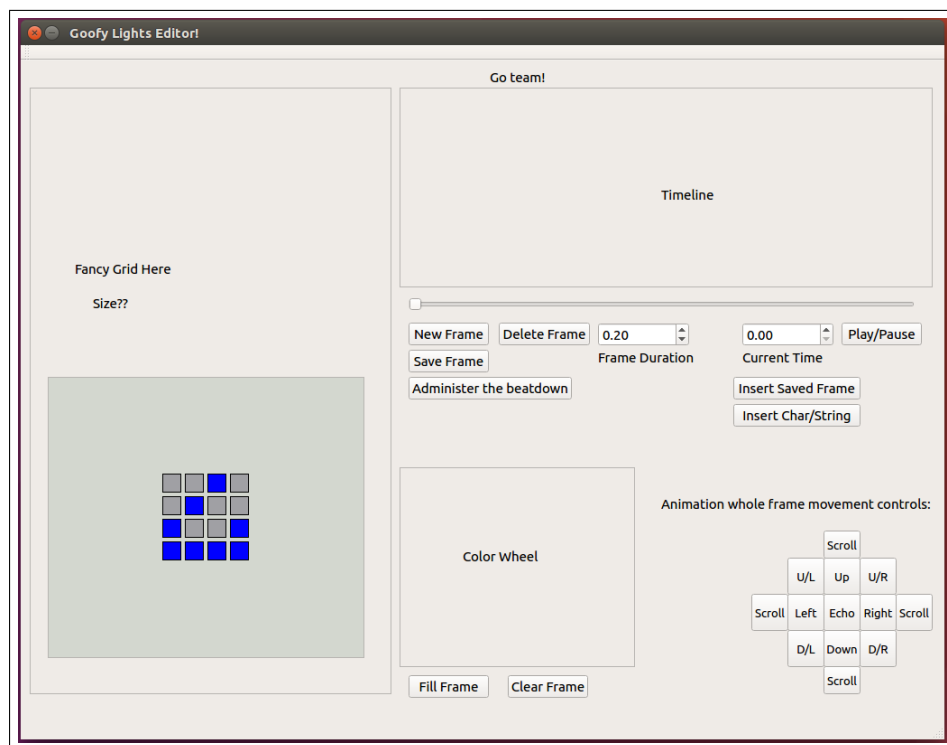 Goofy Lights Editor!
Go team!
Timeline
Fancy Grid Here
Size??
New Frame Delete Frame 0.20 0.00 Play/Pause
Save Frame Frame Duration Current Time
Administer the beatdown Insert Saved Frame
Insert Char/String
Animation whole frame movement controls:
Color Wheel
Scroll
U/L Up U/R
Scroll Left Echo Right Scroll
D/L Down D/R
Scroll
Fill Frame Clear Frame